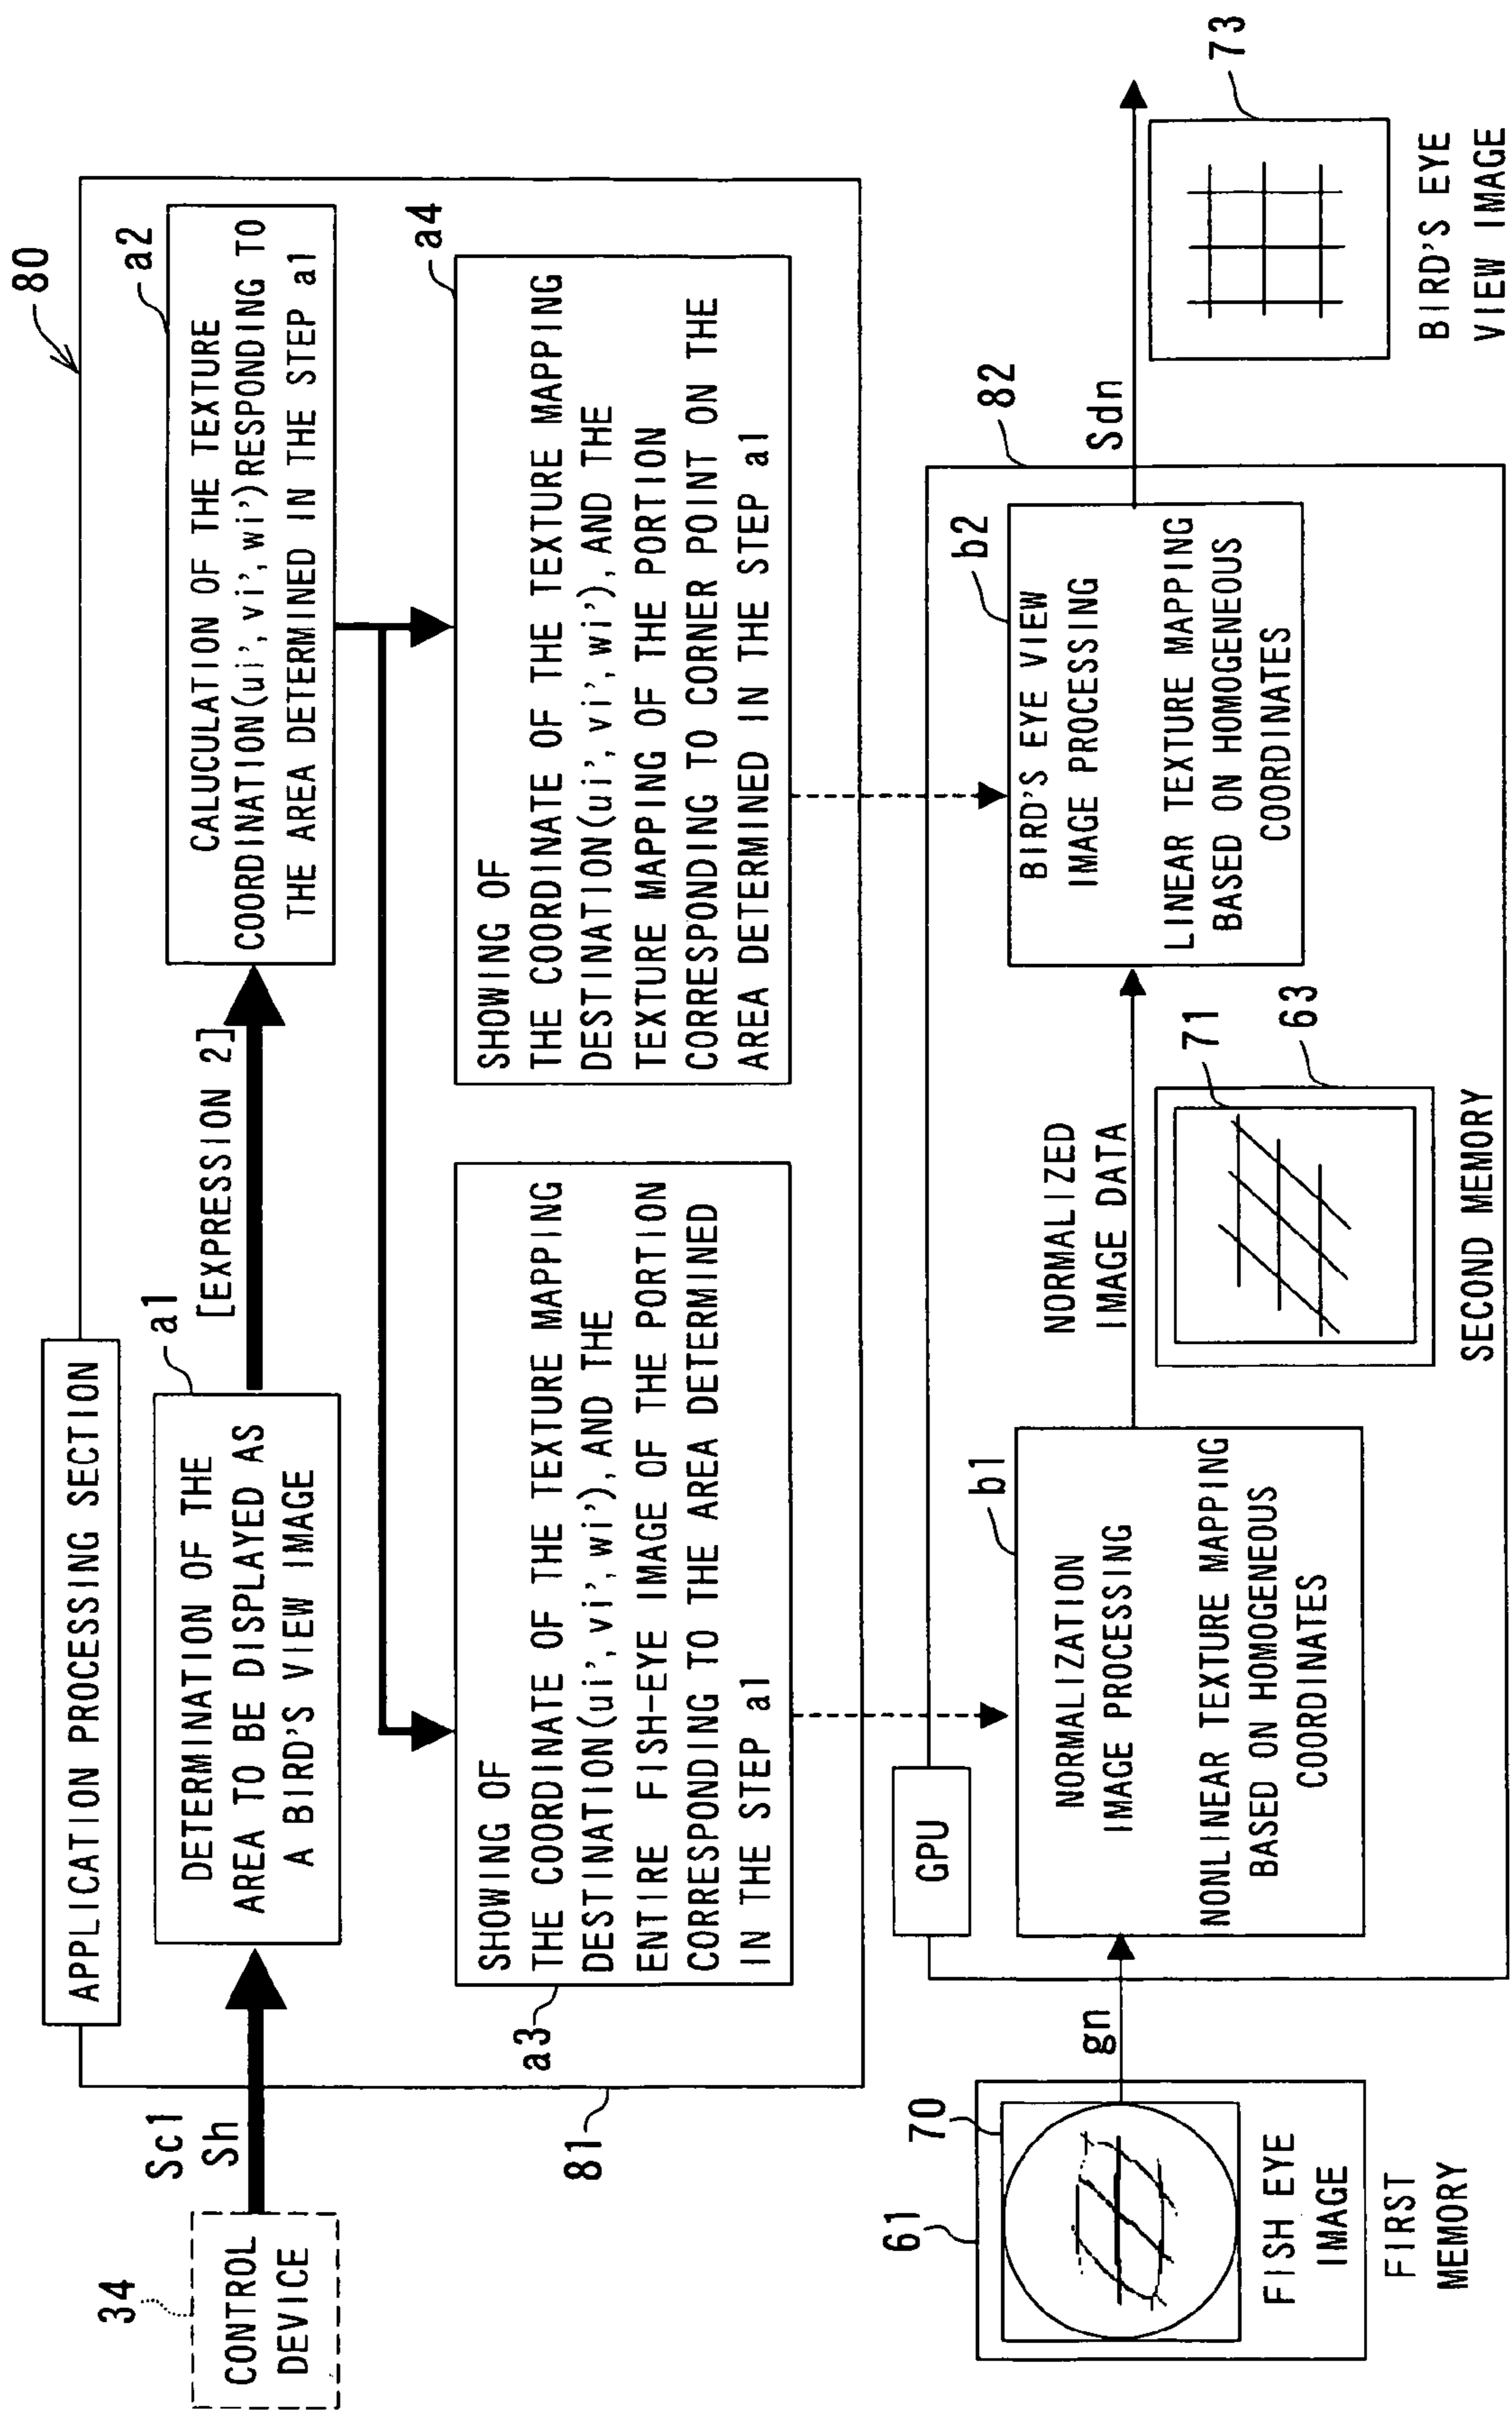 80
APPLICATION PROCESSING SECTION
34
CONTROL
DEVICE
Sc1
Sh
a1
DETERMINATION OF THE
AREA TO BE DISPLAYED AS
A BIRD'S VIEW IMAGE
[EXPRESSION 2]
a2
CALUCULATION OF THE TEXTURE
COORDINATION(ui', vi', wi')RESPONDING TO
THE AREA DETERMINED IN THE STEP a1
a3
SHOWING OF
THE COORDINATE OF THE TEXTURE MAPPING
DESTINATION(ui', vi', wi'), AND THE
ENTIRE FISH-EYE IMAGE OF THE PORTION
CORRESPONDING TO THE AREA DETERMINED
IN THE STEP a1
a4
SHOWING OF
THE COORDINATE OF THE TEXTURE MAPPING
DESTINATION(ui', vi', wi'), AND THE
TEXTURE MAPPING OF THE PORTION
CORRESPONDING TO CORNER POINT ON THE
AREA DETERMINED IN THE STEP a1
81
GPU
82
61
70
FISH EYE
IMAGE
FIRST
MEMORY
gn
b1
NORMALIZATION
IMAGE PROCESSING
NONLINEAR TEXTURE MAPPING
BASED ON HOMOGENEOUS
COORDINATES
NORMALIZED
IMAGE DATA
71
63
SECOND MEMORY
b2
BIRD'S EYE VIEW
IMAGE PROCESSING
LINEAR TEXTURE MAPPING
BASED ON HOMOGENEOUS
COORDINATES
Sdn
73
BIRD'S EYE
VIEW IMAGE